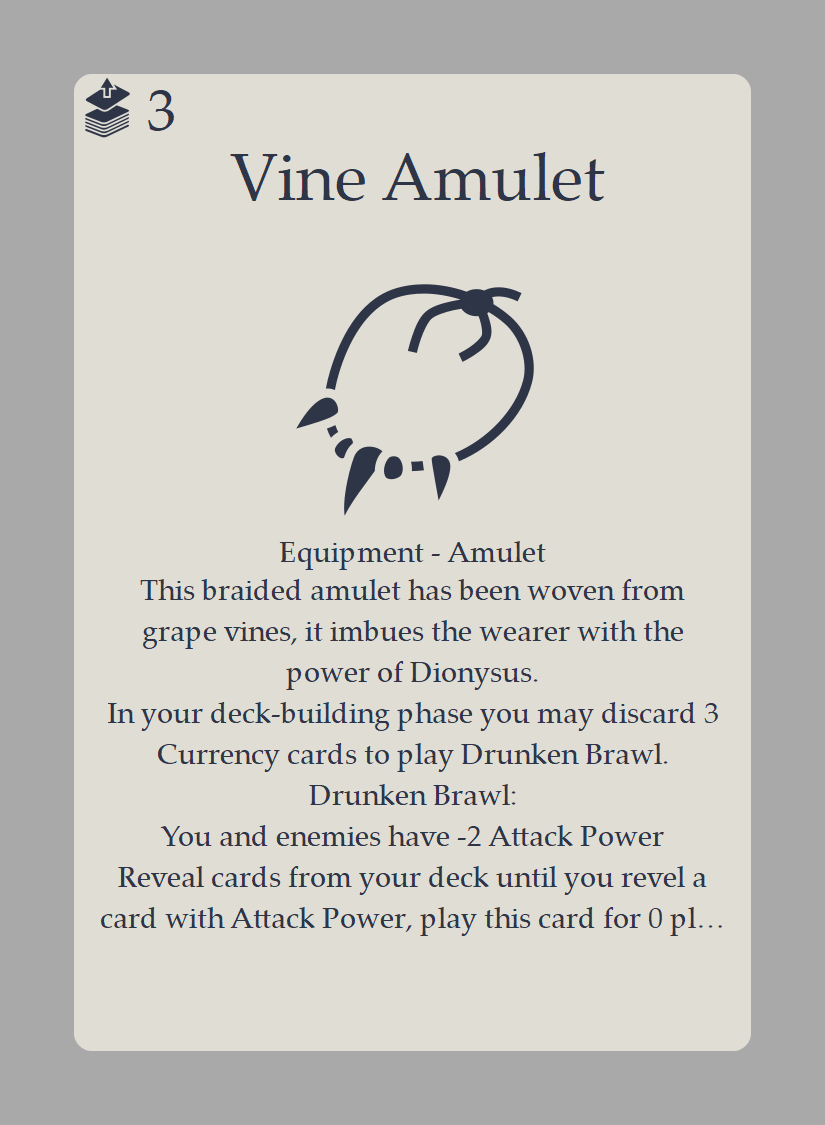 3
Vine Amulet
Equipment - Amulet
This braided amulet has been woven from
grape vines, it imbues the wearer with the
power of Dionysus.
In your deck-building phase you may discard 3
Currency cards to play Drunken Brawl.
Drunken Brawl:
You and enemies have -2 Attack Power
Reveal cards from your deck until you revel a
card with Attack Power, play this card for 0 pl…